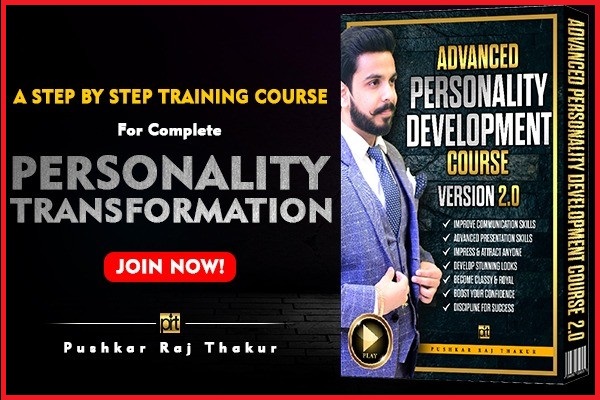 A STEP BY STEP TRAINING COURSE
For Complete
PERSONALITY
TRANSFORMATION
JOIN NOW!
prt
Pushkar Raj Thakur
ADVANCED
PERSONALITY
DEVELOPMENT
COURSE
VERSION 2.0
IMPROVE COMMUNICATION SKILLS
ADVANCED PRESENTATION SKILLS
IMPRESS & ATTRACT ANYONE
DEVELOP STUNNING LOOKS
BECOME CLASSY & ROYAL
BOOST YOUR CONFIDENCE
DISCIPLINE FOR SUCCESS
PLAY
prt
PUSHKAR RAJ THAKUR
ADVANCED PERSONALITY DEVELOPMENT COURSE 2.0